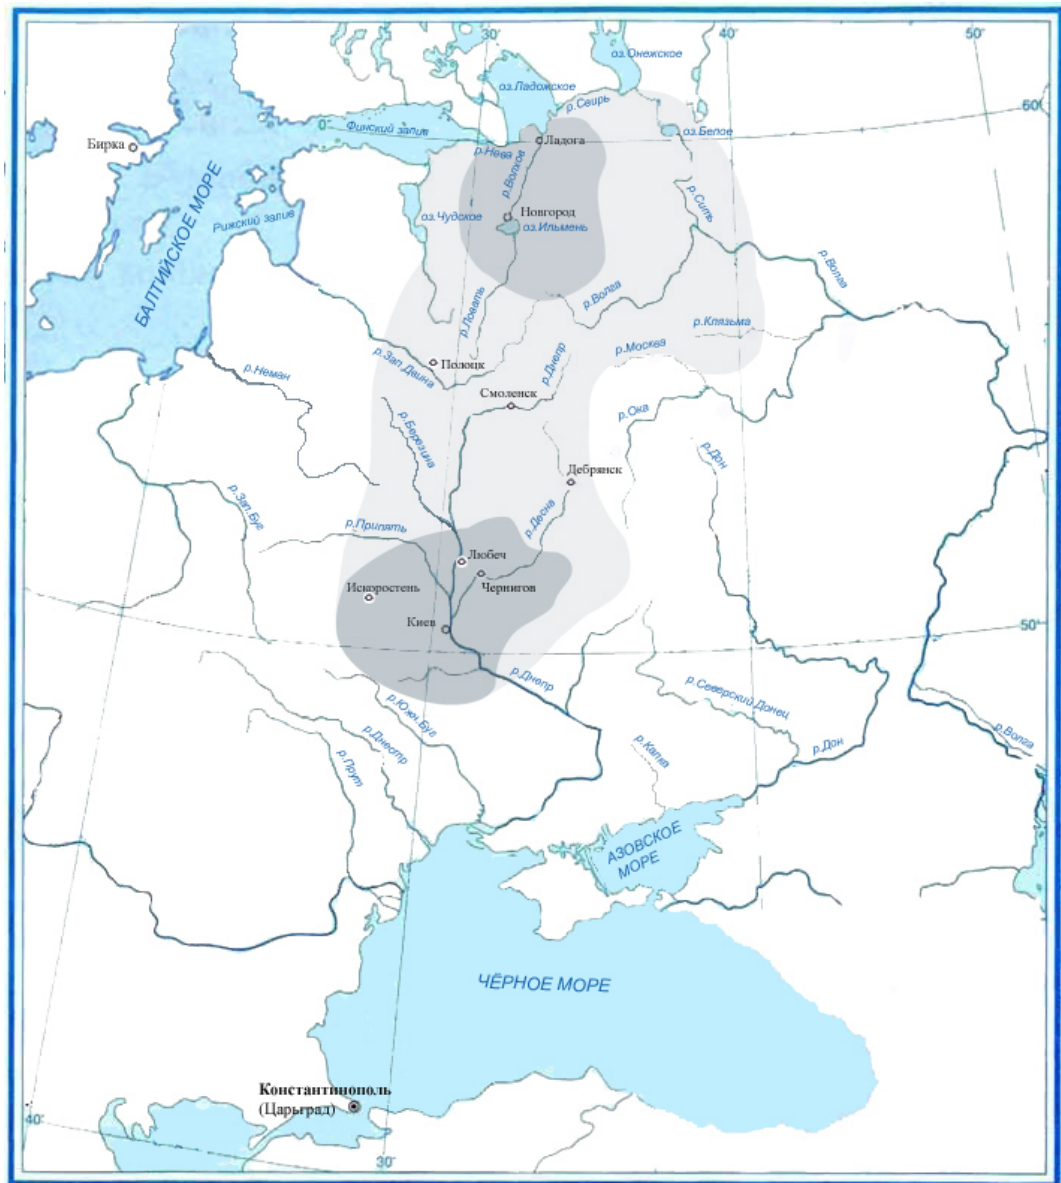 30°
40°
50°
оз.Онежское
оз.Ладожское
60°
р.Свирь
Финский залив
оз.Белое
Бирка
Ладога
р.Нева
р.Волхов
р.Сить
Новгород
оз.Чудское
Рижский залив
оз.Ильмень
БАЛТИЙСКОЕ МОРЕ
р.Волга
р.Волга
р.Ловать
р.Клязьма
р.Днепр
р.Москва
р.Зап.Двина
Полоцк
р.Неман
Смоленск
р.Ока
р.Березина
р.Дон
Дебрянск
р.Зап.Буг
р.Десна
р.Припять
Любеч
Искоростень
Чернигов
Киев
50°
р.Днепр
р.Северский Донец
р.Южн.Буг
р.Днестр
р.Дон
р.Волга
р.Прут
р.Калка
АЗОВСКОЕ
МОРЕ
ЧЁРНОЕ МОРЕ
Константинополь
(Царьград)
40°
30°